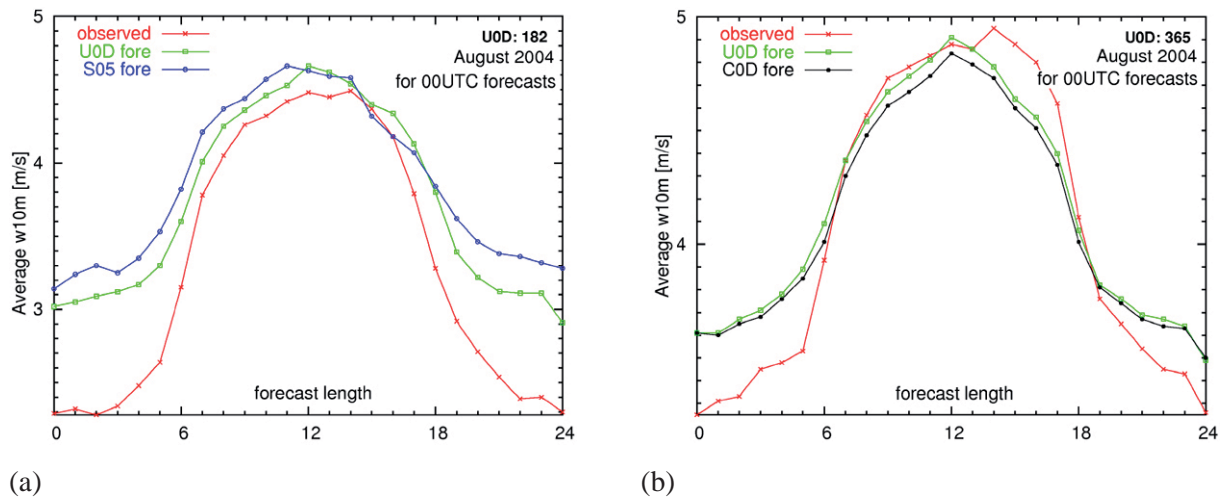 5
observed
U0D fore
S05 fore
U0D: 182
August 2004
for 00UTC forecasts
4
3
Average w10m [m/s]
forecast length
0 6 12 18 24
(a)
5
observed
U0D fore
C0D fore
U0D: 365
August 2004
for 00UTC forecasts
4
Average w10m [m/s]
forecast length
0 6 12 18 24
(b)